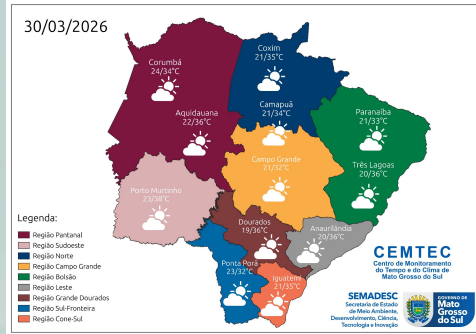 30/03/2026
Corumbá
24/34°C
Coxim
21/35°C
Aquidauana
22/36°C
Camapuã
21/34°C
Paranaíba
21/33°C
Campo Grande
21/32°C
Três Lagoas
20/36°C
Porto Murtinho
23/38°C
Dourados
19/36°C
Anaurilândia
20/36°C
Ponta Porã
23/32°C
Iguatemi
21/35°C
Legenda:
Região Pantanal
Região Sudoeste
Região Norte
Região Campo Grande
Região Bolsão
Região Leste
Região Grande Dourados
Região Sul-Fronteira
Região Cone-Sul
CEMTEC
Centro de Monitoramento
do Tempo e do Clima de
Mato Grosso do Sul
SEMADESC
Secretaria de Estado
de Meio Ambiente,
Desenvolvimento, Ciência,
Tecnologia e Inovação
GOVERNO DE
Mato
Grosso
do Sul